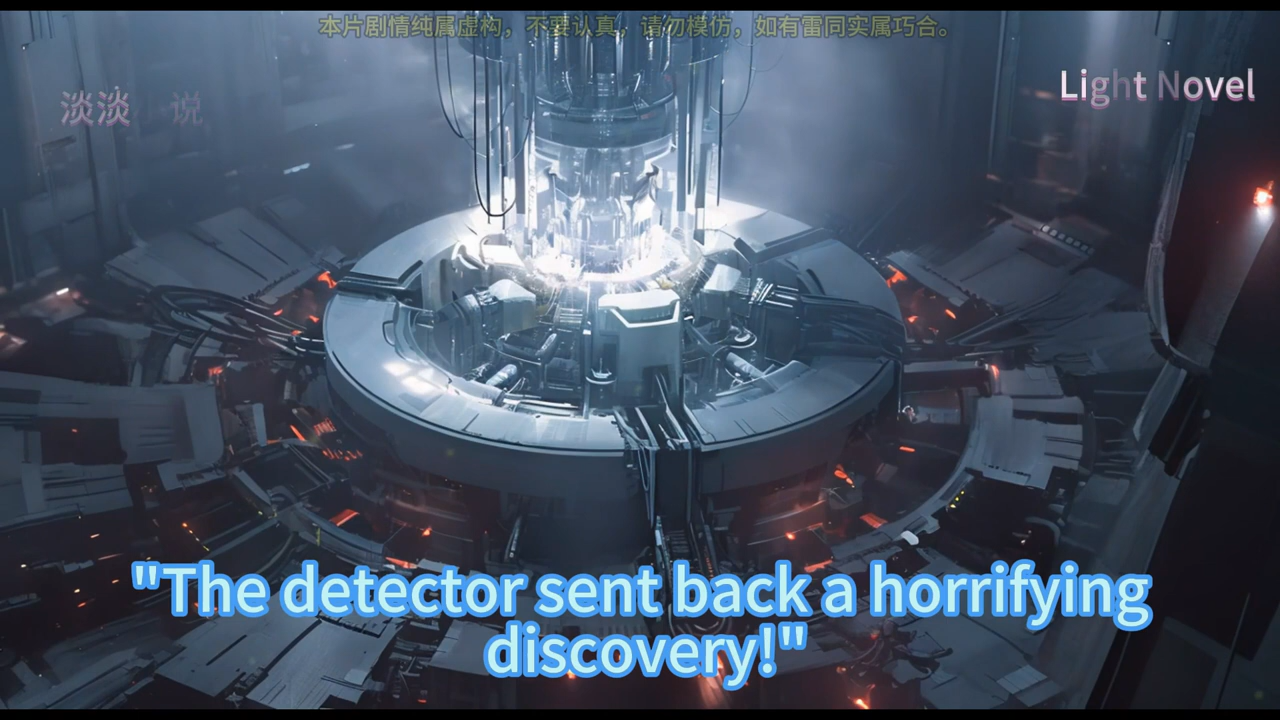 本片剧情纯属虚构，不要认真，请勿模仿，如有雷同实属巧合。
Light Novel
淡淡 说
"The detector sent back a horrifying
discovery!"